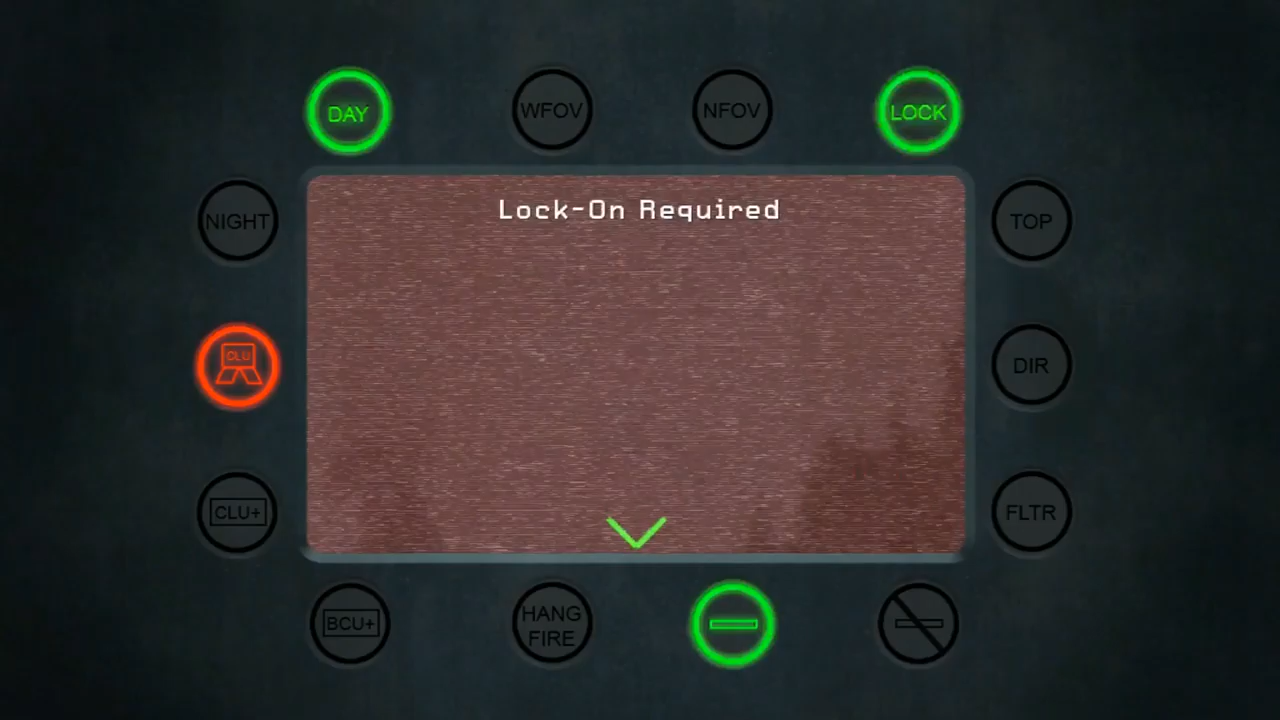 DAY
WFOV
NFOV
LOCK
NIGHT
Lock-On Required
TOP
CLU
DIR
CLU+
FLTR
BCU+
HANG
FIRE